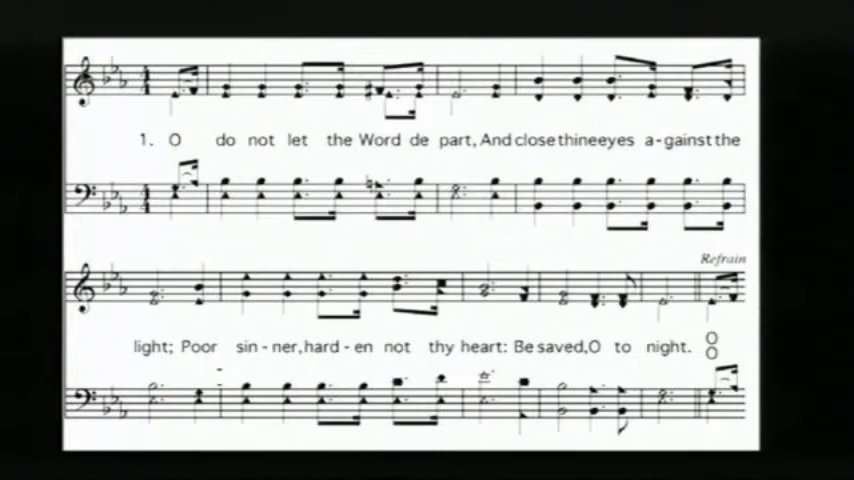 1. O do not let the Word de part, And close thine eyes a-gainst the
Refrain
light; Poor sin-ner, hard-en not thy heart: Be saved, O to night. O
O